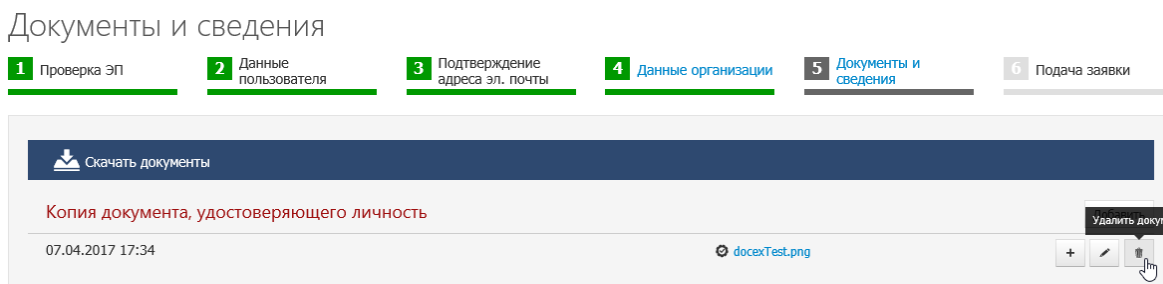 Документы и сведения
1 Проверка ЭП
2 Данные пользователя
3 Подтверждение адреса эл. почты
4 Данные организации
5 Документы и сведения
6 Подача заявки
Скачать документы
Копия документа, удостоверяющего личность
Удалить
07.04.2017 17:34
docexTest.png